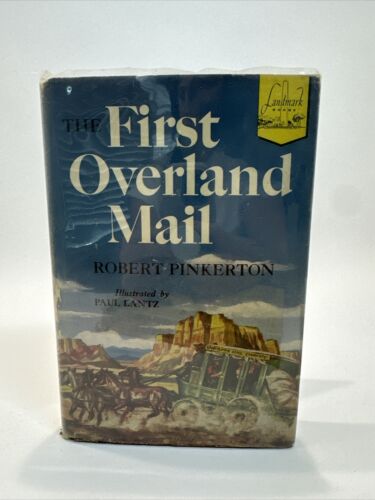 Landmark
BOOKS
THE First
Overland
Mail
ROBERT PINKERTON
Illustrated by
PAUL LANTZ